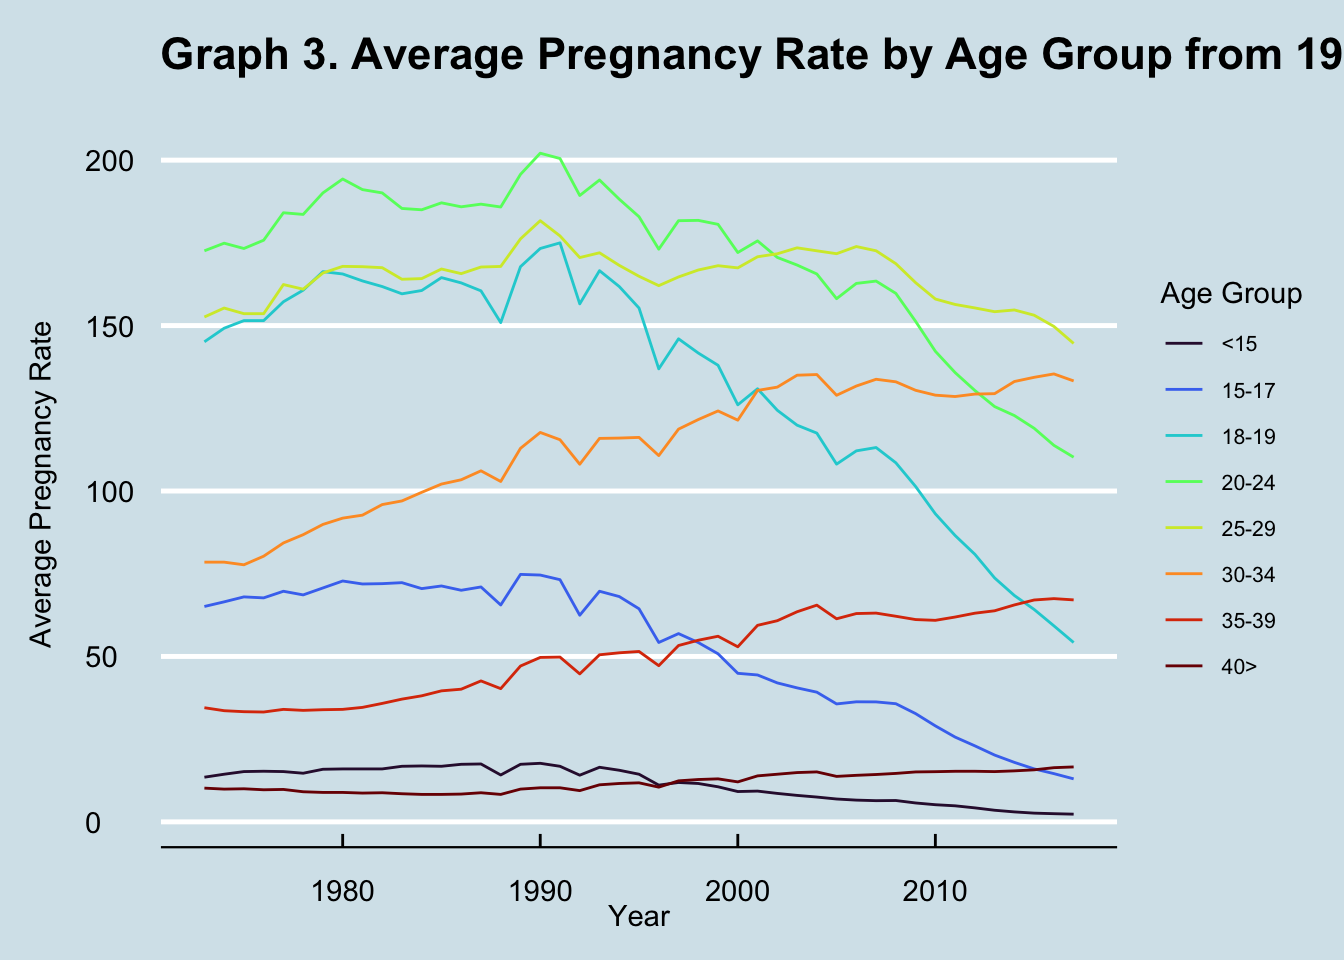 Graph 3. Average Pregnancy Rate by Age Group from 19
200
150
100
50
0
Average Pregnancy Rate
1980 1990 2000 2010
Year
Age Group
<15
15-17
18-19
20-24
25-29
30-34
35-39
40>